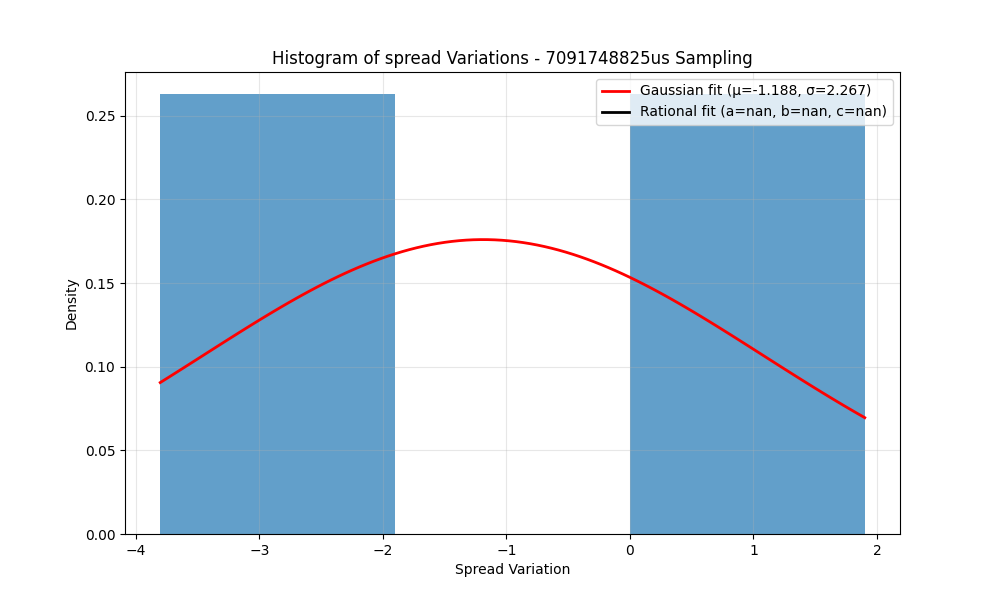 Histogram of spread Variations - 7091748825us Sampling
Gaussian fit (μ=-1.188, σ=2.267)
Rational fit (a=nan, b=nan, c=nan)
0.25
0.20
0.15
0.10
0.05
0.00
Density
−4
−3
−2
−1
0
1
2
Spread Variation